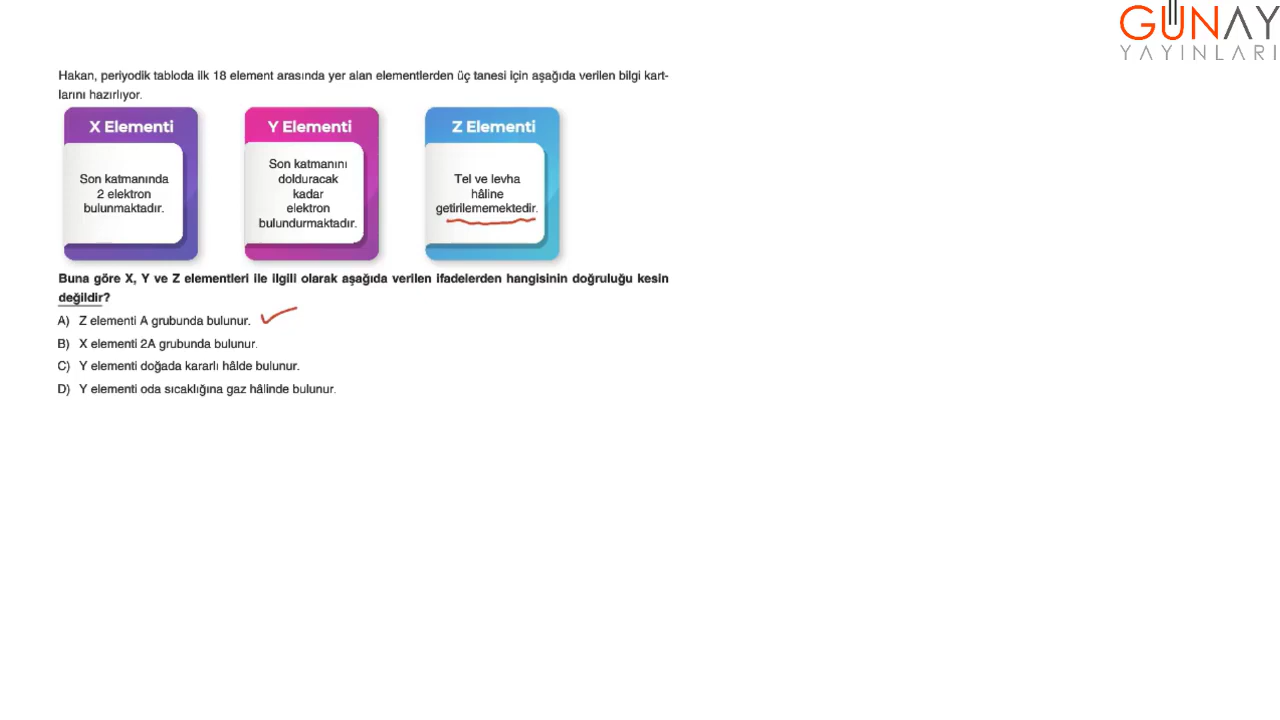 GÜNAY
YAYINLARI
Hakan, periyodik tabloda ilk 18 element arasında yer alan elementlerden üç tanesi için aşağıda verilen bilgi kart-
larını hazırlıyor.
X Elementi
Son katmanında
2 elektron
bulunmaktadır.
Y Elementi
Son katmanını
dolduracak
kadar
elektron
bulundurmaktadır.
Z Elementi
Tel ve levha
hâline
getirilememektedir.
Buna göre X, Y ve Z elementleri ile ilgili olarak aşağıda verilen ifadelerden hangisinin doğruluğu kesin
değildir?
A) Z elementi A grubunda bulunur.
B) X elementi 2A grubunda bulunur.
C) Y elementi doğada kararlı hâlde bulunur.
D) Y elementi oda sıcaklığına gaz hâlinde bulunur.